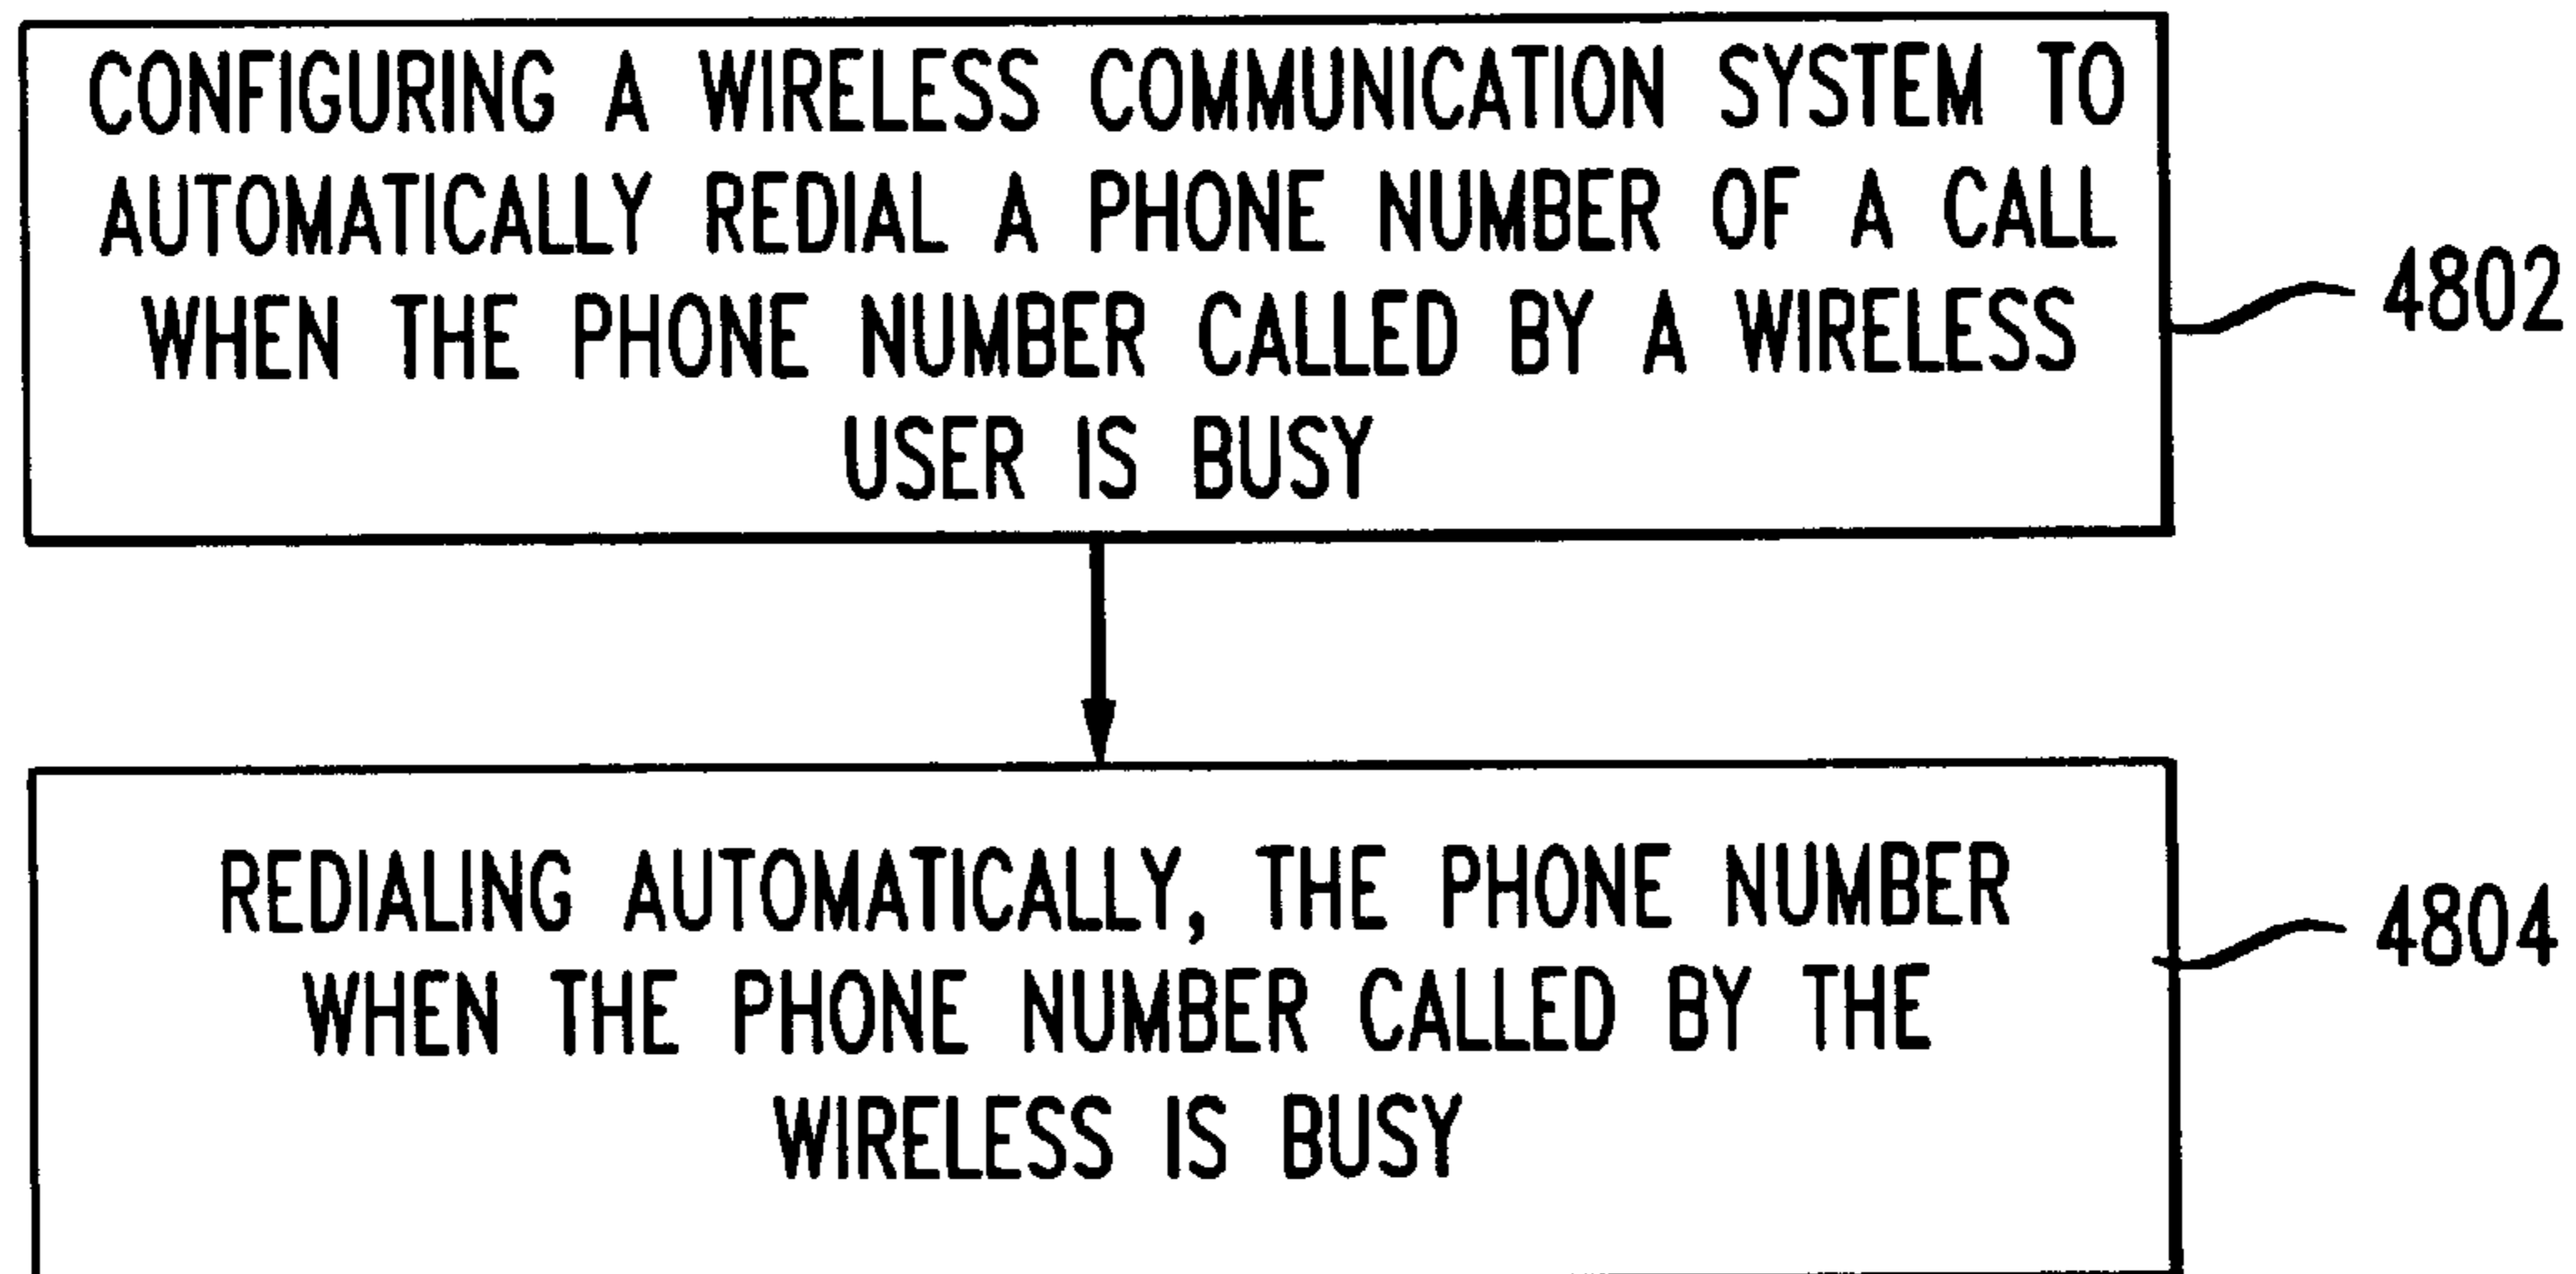 CONFIGURING A WIRELESS COMMUNICATION SYSTEM TO
AUTOMATICALLY REDIAL A PHONE NUMBER OF A CALL
WHEN THE PHONE NUMBER CALLED BY A WIRELESS
USER IS BUSY
4802
REDIALING AUTOMATICALLY, THE PHONE NUMBER
WHEN THE PHONE NUMBER CALLED BY THE
WIRELESS IS BUSY
4804